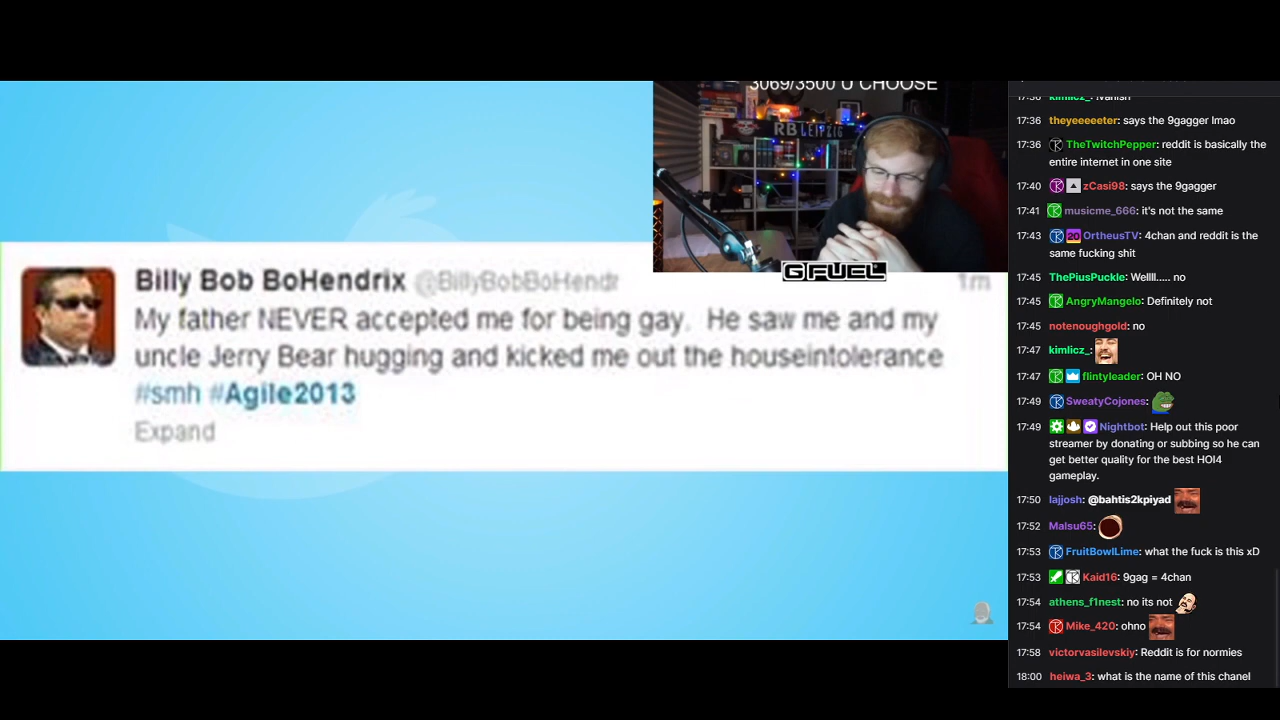 3069/3500 U CHOOSE
RB LEIPZIG
G FUEL
Billy Bob BoHendrix @BillyBobBoHendr 1m
My father NEVER accepted me for being gay. He saw me and my
uncle Jerry Bear hugging and kicked me out the houseintolerance
#smh #Agile2013
Expand
17:36 kimlicz_: !vanish
17:36 theyeeeeeter: says the 9gagger lmao
17:36 TheTwitchPepper: reddit is basically the
entire internet in one site
17:40 zCasi98: says the 9gagger
17:41 musicme_666: it's not the same
17:43 20 OrtheusTV: 4chan and reddit is the
same fucking shit
17:45 ThePiusPuckle: Wellll..... no
17:45 AngryMangelo: Definitely not
17:45 notenoughgold: no
17:47 kimlicz_:
17:47 flintyleader: OH NO
17:49 SweatyCojones:
17:49 Nightbot: Help out this poor
streamer by donating or subbing so he can
get better quality for the best HOI4
gameplay.
17:50 lajjosh: @bahtis2kpiyad
17:52 Malsu65:
17:53 FruitBowlLime: what the fuck is this xD
17:53 Kaid16: 9gag = 4chan
17:54 athens_f1nest: no its not
17:54 Mike_420: ohno
17:58 victorvasilevskiy: Reddit is for normies
18:00 heiwa_3: what is the name of this chanel